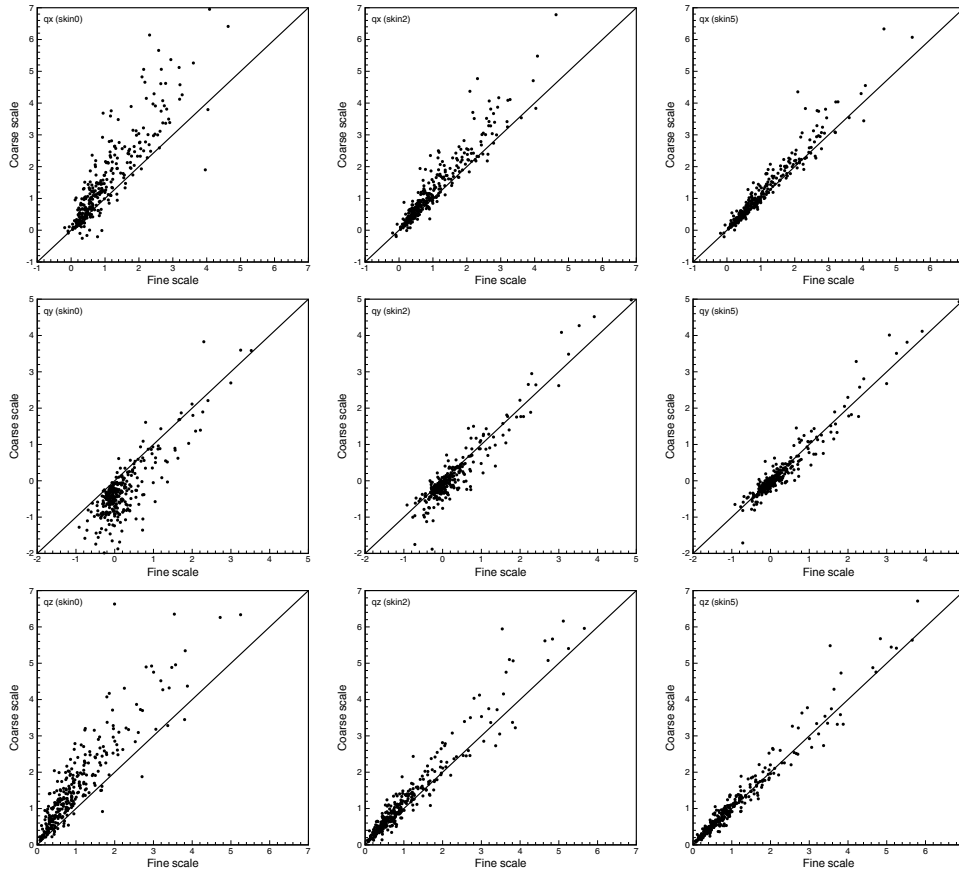 qx (skin0)
Coarse scale
7
6
5
4
3
2
1
0
-1
-1 0 1 2 3 4 5 6 7
Fine scale
qx (skin2)
Coarse scale
7
6
5
4
3
2
1
0
-1
-1 0 1 2 3 4 5 6 7
Fine scale
qx (skin5)
Coarse scale
7
6
5
4
3
2
1
0
-1
-1 0 1 2 3 4 5 6
Fine scale
qy (skin0)
Coarse scale
5
4
3
2
1
0
-1
-2
-2 -1 0 1 2 3 4 5
Fine scale
qy (skin2)
Coarse scale
5
4
3
2
1
0
-1
-2
-2 -1 0 1 2 3 4 5
Fine scale
qy (skin5)
Coarse scale
5
4
3
2
1
0
-1
-2
-2 -1 0 1 2 3 4
Fine scale
qz (skin0)
Coarse scale
7
6
5
4
3
2
1
0
0 1 2 3 4 5 6 7
Fine scale
qz (skin2)
Coarse scale
7
6
5
4
3
2
1
0
0 1 2 3 4 5 6 7
Fine scale
qz (skin5)
Coarse scale
7
6
5
4
3
2
1
0
0 1 2 3 4 5 6
Fine scale